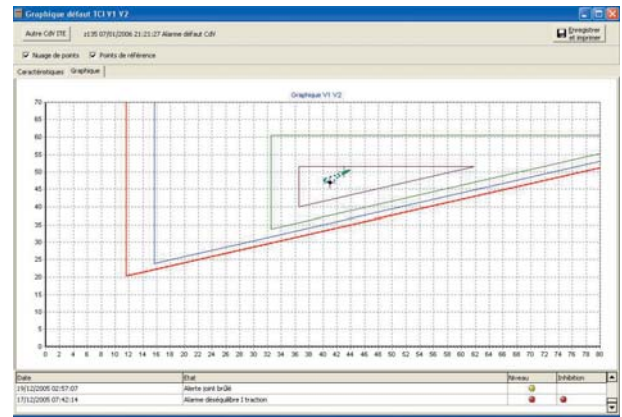 Graphique défaut TCI V1 V2
Autre CdV ITE
z135 07/01/2006 21:21:27 Alarme défaut CdV
Enregistrer et imprimer
Nuage de points
Points de référence
Caractéristiques
Graphique
Graphique V1 V2
70
65
60
55
50
45
40
35
30
25
20
15
10
5
0
0 2 4 6 8 10 12 14 16 18 20 22 24 26 28 30 32 34 36 38 40 42 44 46 48 50 52 54 56 58 60 62 64 66 68 70 72 74 76 78 80
Date Etat Niveau Inhibition
19/12/2005 02:57:07 Alerte joint brûlé
17/12/2005 07:42:14 Alarme déséquilibre I traction